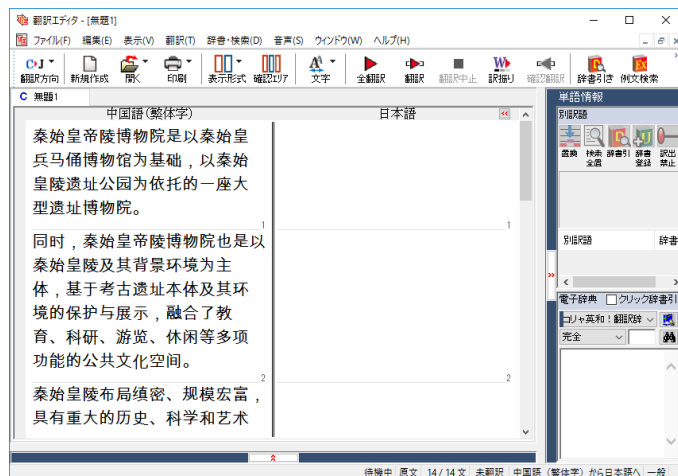 翻訳エディタ - [無題1]
ファイル(F) 編集(E) 表示(V) 翻訳(T) 辞書・検索(D) 音声(S) ウィンドウ(W) ヘルプ(H)
翻訳方向 新規作成 開く 印刷 表示形式 確認エリア 文字 全翻訳 翻訳 翻訳中止 訳振り 確認翻訳 辞書引き 例文検索
C 無題1
中国語(繁体字) 日本語
秦始皇帝陵博物院是以秦始皇
兵马俑博物馆为基础，以秦始
皇陵遗址公园为依托的一座大
型遗址博物院。
1 1
同时，秦始皇帝陵博物院也是以
秦始皇陵及其背景环境为主
体，基于考古遗址本体及其环
境的保护与展示，融合了教
育、科研、游览、休闲等多项
功能的公共文化空间。
2 2
秦始皇陵布局缜密、规模宏富，
具有重大的历史、科学和艺术
単語情報
別訳語
置換 検索全置 辞書引 辞書登録 訳出禁止
別訳語 辞書
電子辞典 クリック辞書引
コリャ英和！翻訳辞
完全
待機中 原文 14/14文 未翻訳 中国語（繁体字）から日本語へ 一般